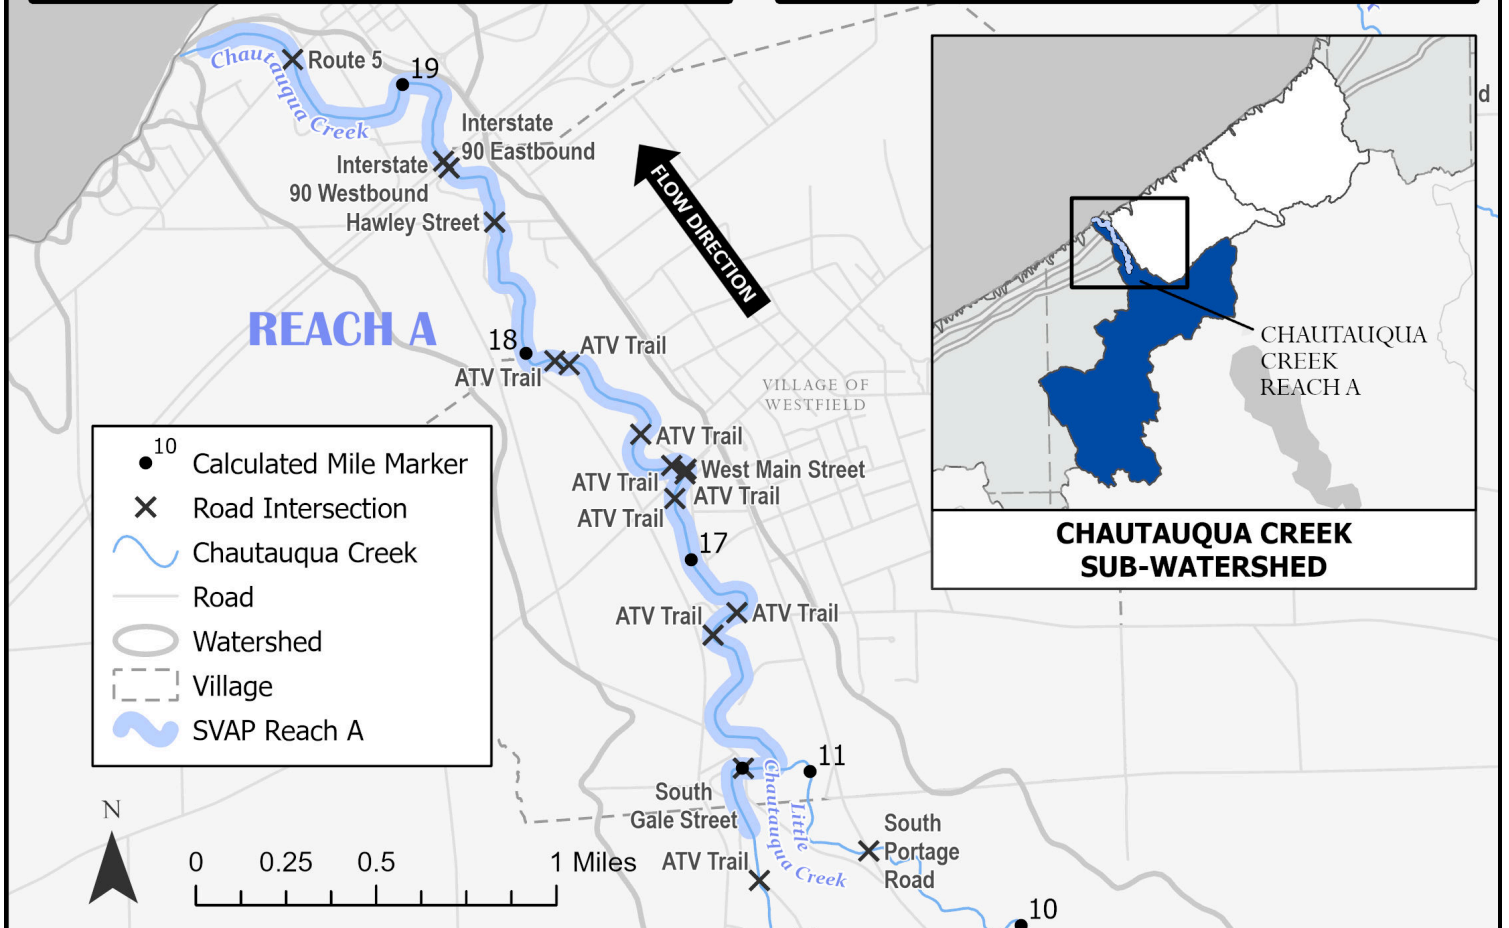 Chautauqua Creek
Route 5
19
Interstate
90 Eastbound
Interstate
90 Westbound
Hawley Street
FLOW DIRECTION
REACH A
18
ATV Trail
ATV Trail
VILLAGE OF
WESTFIELD
ATV Trail
West Main Street
ATV Trail
ATV Trail
ATV Trail
17
ATV Trail
ATV Trail
11
South
Gale Street
Little
Chautauqua Creek
South
Portage
Road
ATV Trail
10
10
Calculated Mile Marker
Road Intersection
Chautauqua Creek
Road
Watershed
Village
SVAP Reach A
N
0 0.25 0.5 1 Miles
CHAUTAUQUA
CREEK
REACH A
CHAUTAUQUA CREEK
SUB-WATERSHED
d